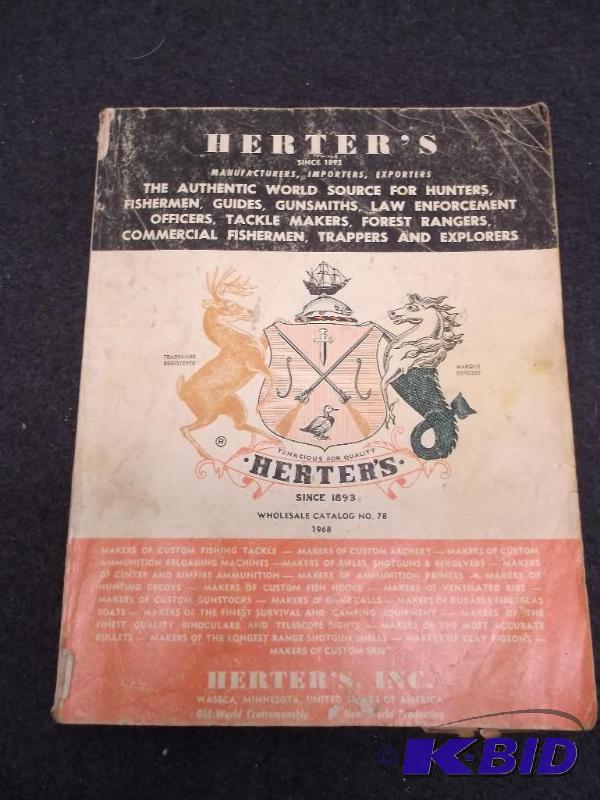 HERTER'S
SINCE 1893
MANUFACTURERS, IMPORTERS, EXPORTERS
THE AUTHENTIC WORLD SOURCE FOR HUNTERS,
FISHERMEN, GUIDES, GUNSMITHS, LAW ENFORCEMENT
OFFICERS, TACKLE MAKERS, FOREST RANGERS,
COMMERCIAL FISHERMEN, TRAPPERS AND EXPLORERS
TRADEMARK
REGISTERED
MARQUE
DEPOSEE
®
TENACIOUS FOR QUALITY
·HERTER'S·
SINCE 1893
WHOLESALE CATALOG NO. 78
1968
MAKERS OF CUSTOM FISHING TACKLE — MAKERS OF CUSTOM ARCHERY — MAKERS OF CUSTOM
AMMUNITION RELOADING MACHINES — MAKERS OF RIFLES, SHOTGUNS & REVOLVERS — MAKERS
OF CENTER AND RIMFIRE AMMUNITION — MAKERS OF AMMUNITION PRIMERS — MAKERS OF
HUNTING DECOYS — MAKERS OF CUSTOM FISH HOOKS — MAKERS OF VENTILATED RIBS —
MAKERS OF CUSTOM GUNSTOCKS — MAKERS OF GAME CALLS — MAKERS OF DURABLE FIBERGLAS
BOATS — MAKERS OF THE FINEST SURVIVAL AND CAMPING EQUIPMENT — MAKERS OF THE
FINEST QUALITY BINOCULARS AND TELESCOPE SIGHTS — MAKERS OF THE MOST ACCURATE
BULLETS — MAKERS OF THE LONGEST RANGE SHOTGUN SHELLS — MAKERS OF CLAY PIGEONS —
MAKERS OF CUSTOM SKIS
HERTER'S, INC.
WASECA, MINNESOTA, UNITED STATES OF AMERICA
Old World Craftsmanship New World Production
© K-BID